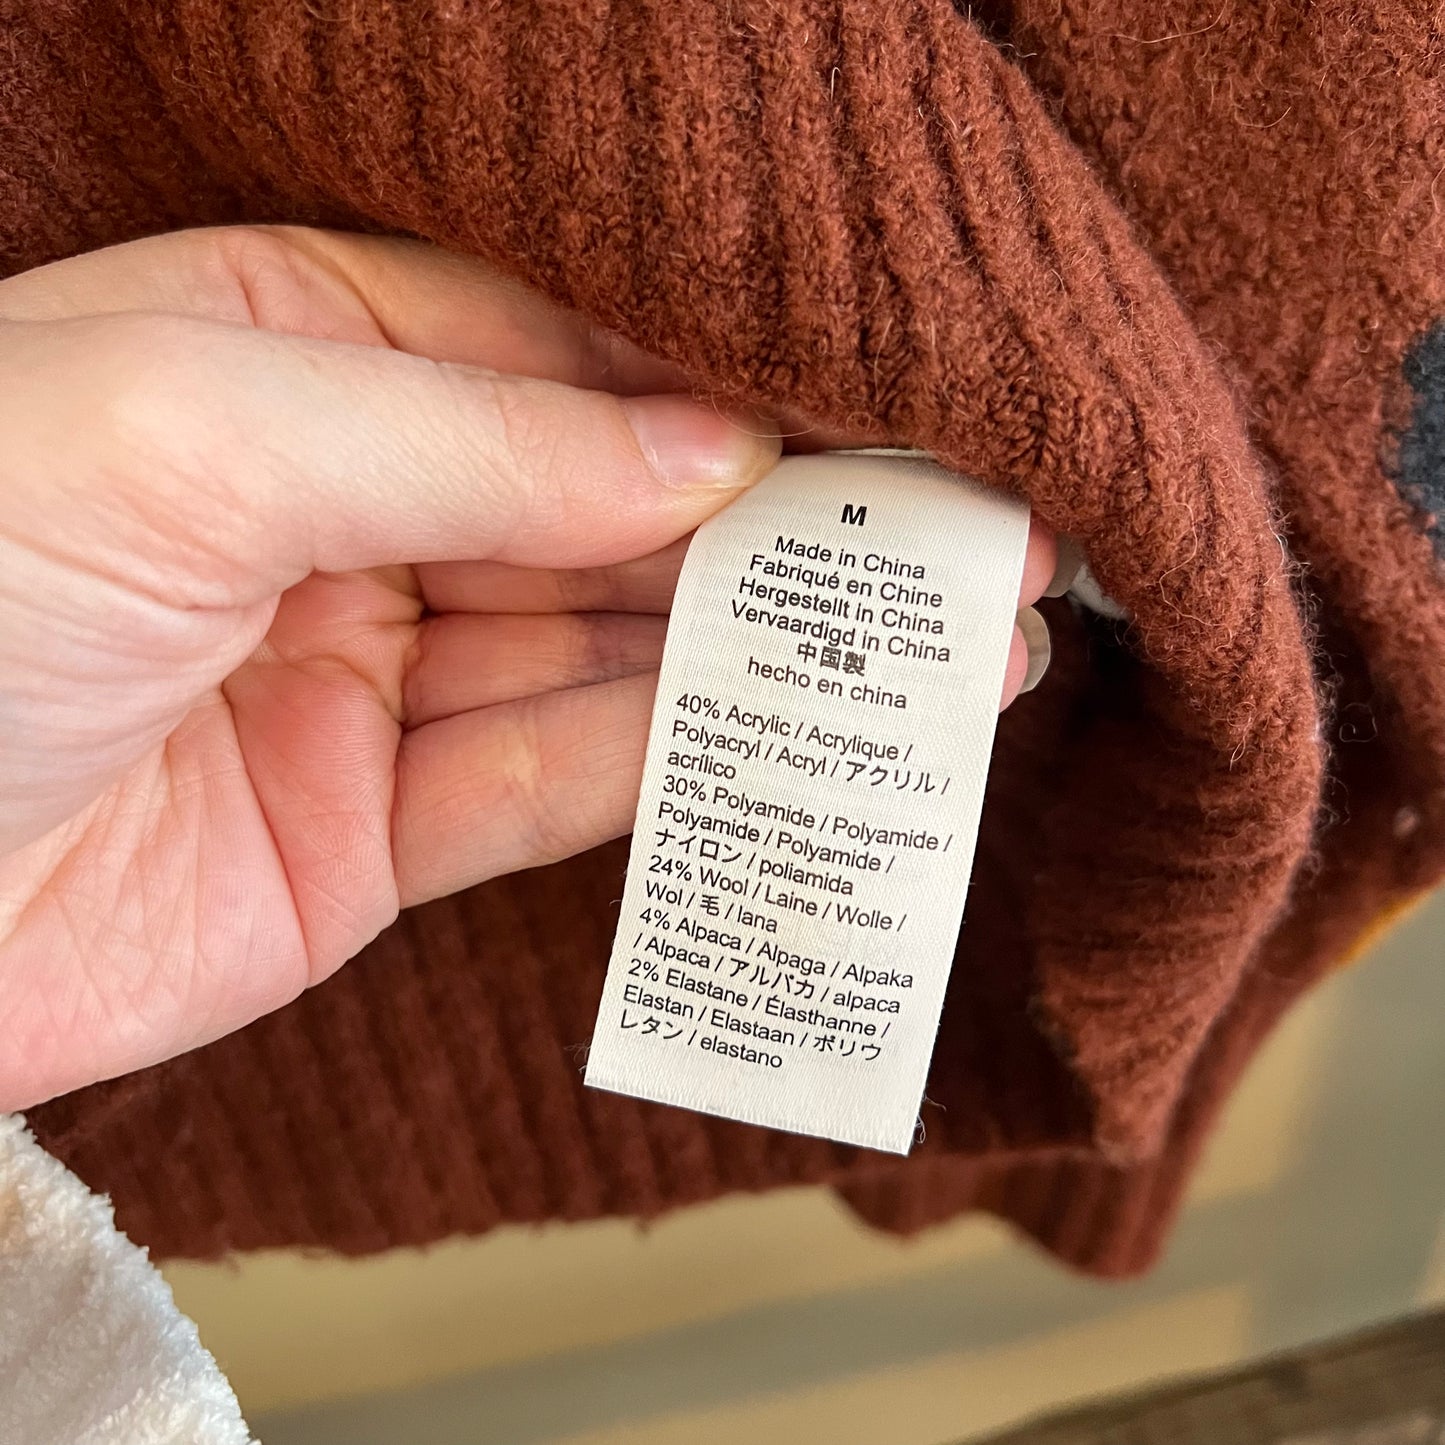 M
Made in China
Fabriqué en Chine
Hergestellt in China
Vervaardigd in China
中国製
hecho en china
40% Acrylic / Acrylique /
Polyacryl / Acryl / アクリル /
acrílico
30% Polyamide / Polyamide /
Polyamide / Polyamide /
ナイロン / poliamida
24% Wool / Laine / Wolle /
Wol / 毛 / lana
4% Alpaca / Alpaga / Alpaka
/ Alpaca / アルパカ / alpaca
2% Elastane / Élasthanne /
Elastan / Elastaan / ポリウ
レタン / elastano